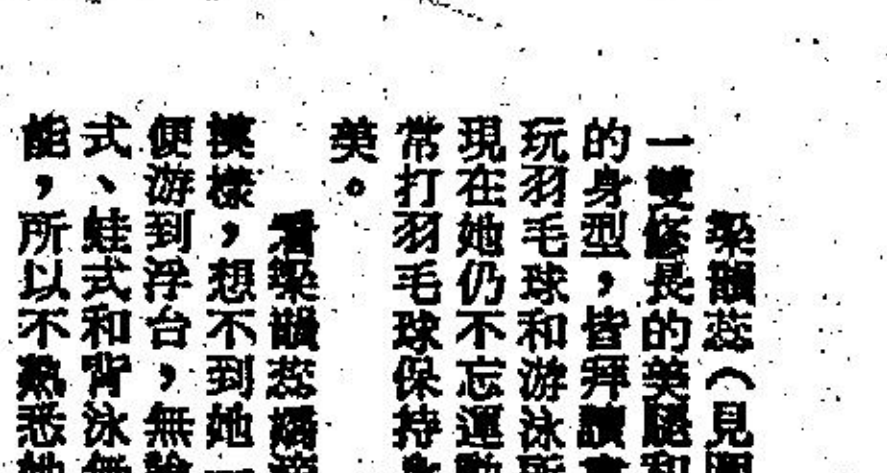 梁韻蕊（見圖
一雙修長的美腿和
的身型，皆拜讀書
玩羽毛球和游泳所
現在她仍不忘運動
常打羽毛球保持身
美。
看梁韻蕊嬌
模樣，想不到她一
便游到浮台，無論
式、蛙式和背泳無
能，所以不熟悉她